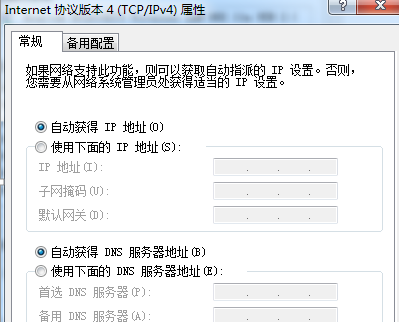 Internet 协议版本 4 (TCP/IPv4) 属性
常规
备用配置
如果网络支持此功能，则可以获取自动指派的 IP 设置。否则，
您需要从网络系统管理员处获得适当的 IP 设置。
自动获得 IP 地址(O)
使用下面的 IP 地址(S):
IP 地址(I):
子网掩码(U):
默认网关(D):
自动获得 DNS 服务器地址(B)
使用下面的 DNS 服务器地址(E):
首选 DNS 服务器(P):
备用 DNS 服务器(A):